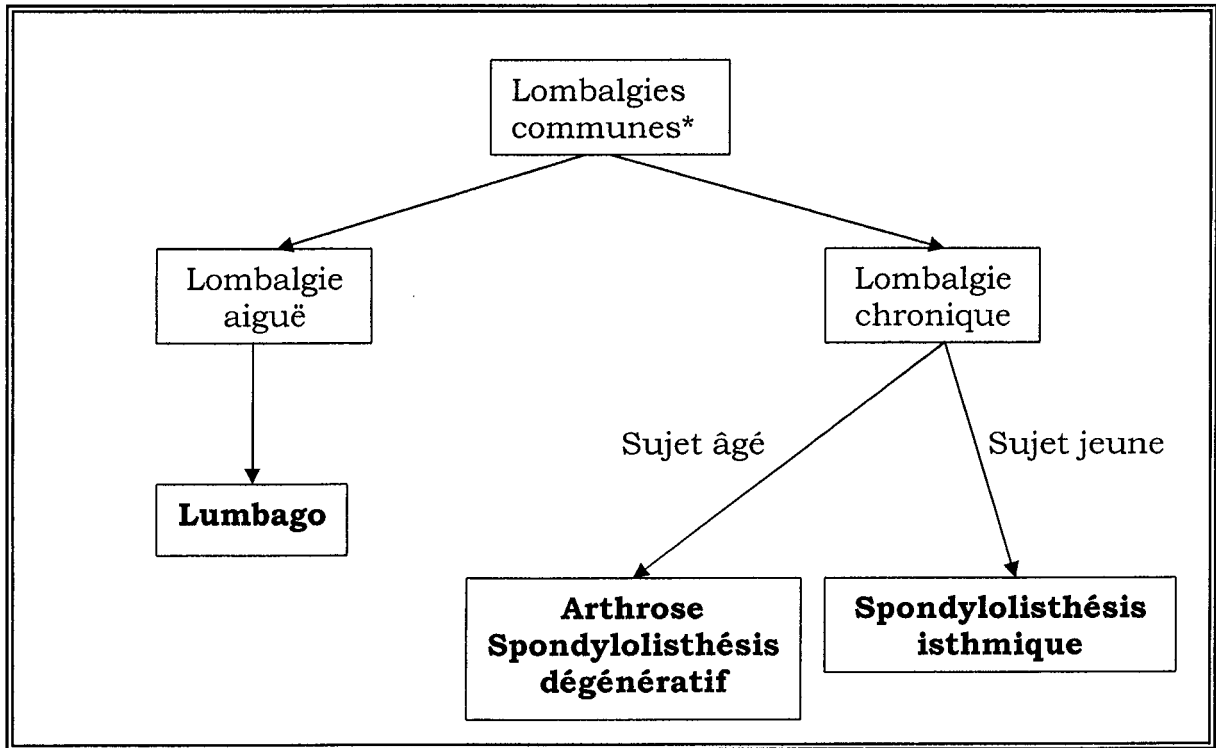 Lombalgies
communes*
Lombalgie
aiguë
Lombalgie
chronique
Sujet âgé
Sujet jeune
Lumbago
Arthrose
Spondylolisthésis
dégénératif
Spondylolisthésis
isthmique